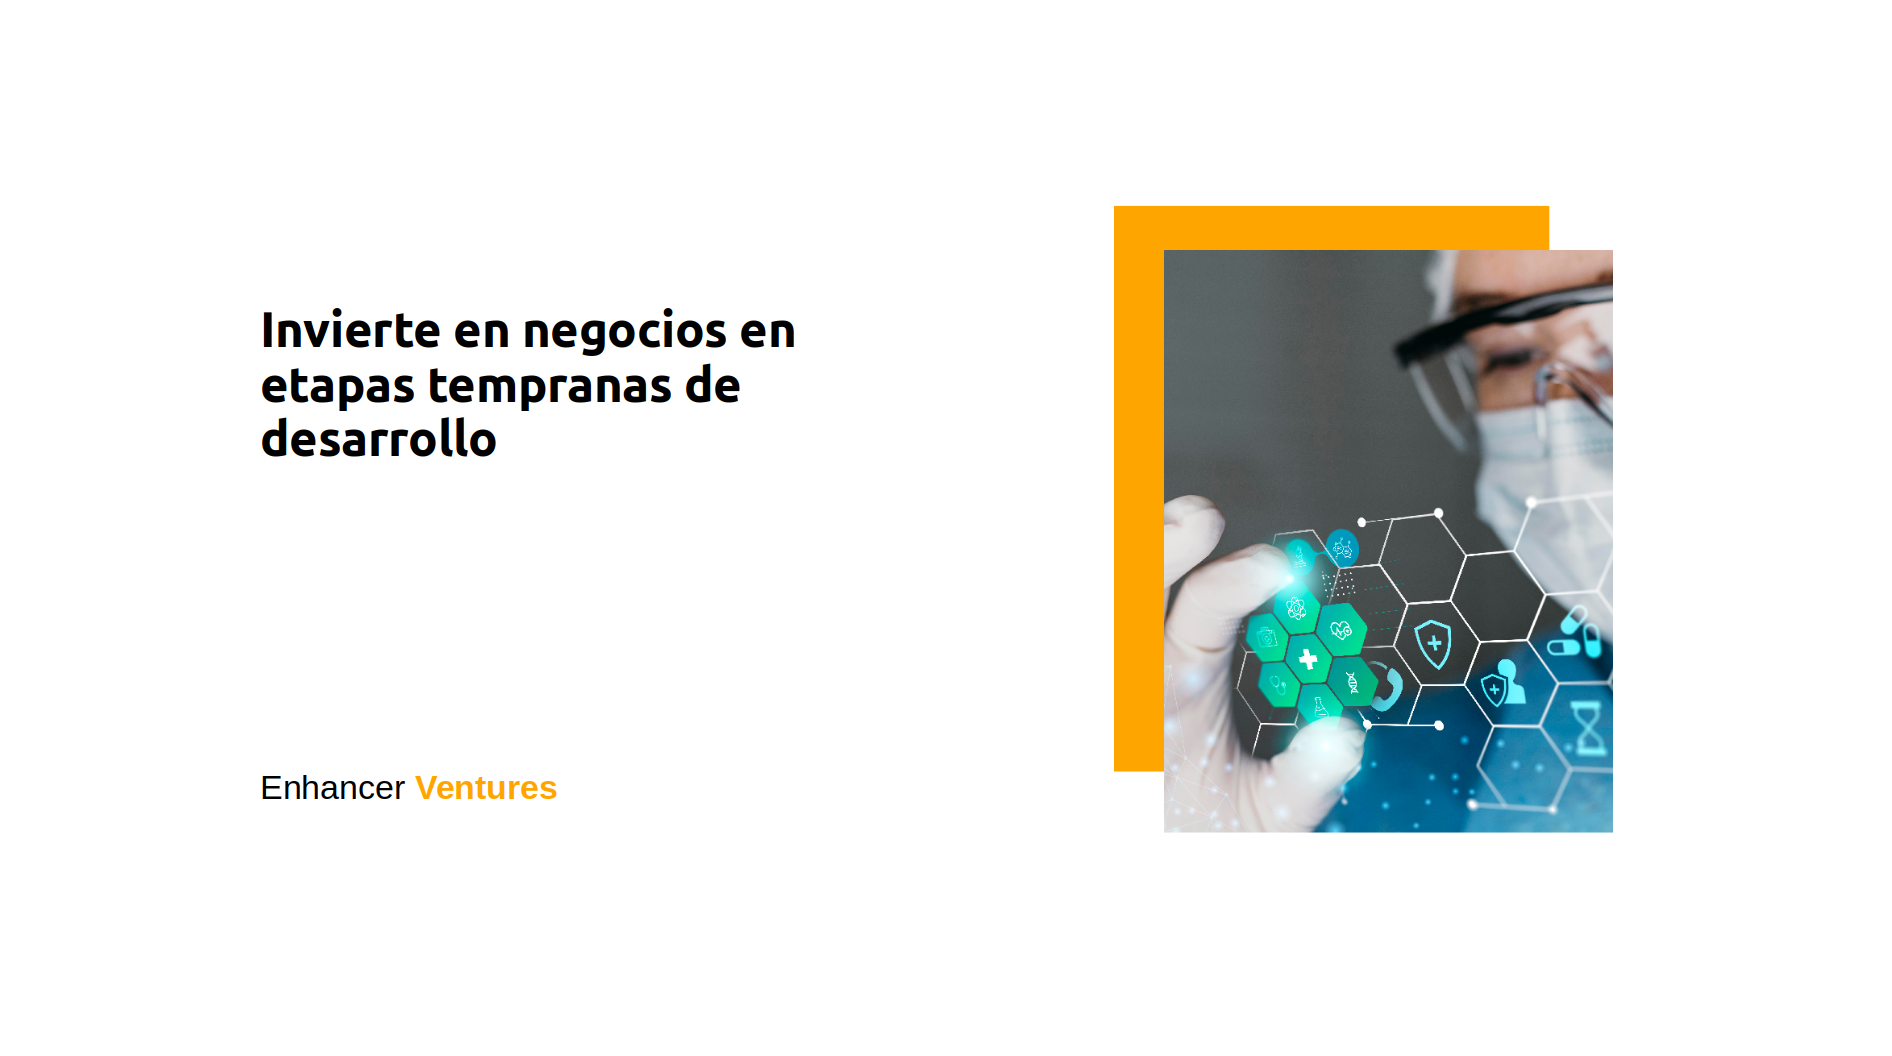 Invierte en negocios en
etapas tempranas de
desarrollo
Enhancer Ventures